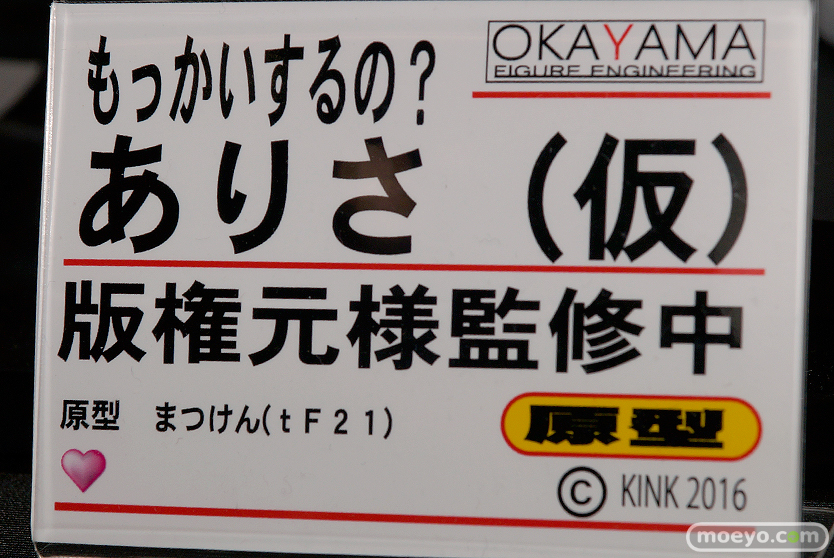 もっかいするの?
OKAYAMA
FIGURE ENGINEERING
ありさ (仮)
版権元様監修中
原型 まつけん(tF21)
原型
© KINK 2016
moeyo.com